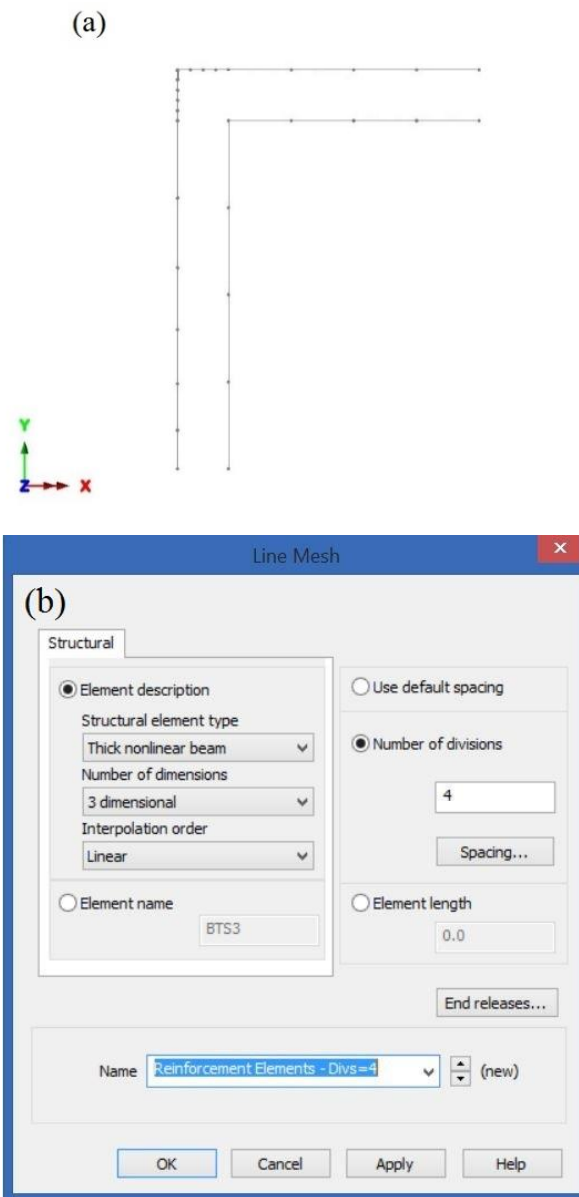 (a)
Y
Z X
Line Mesh
(b)
Structural
Element description
Structural element type
Thick nonlinear beam
Number of dimensions
3 dimensional
Interpolation order
Linear
Element name
BTS3
Use default spacing
Number of divisions
4
Spacing...
Element length
0.0
End releases...
Name Reinforcement Elements - Divs=4 (new)
OK Cancel Apply Help